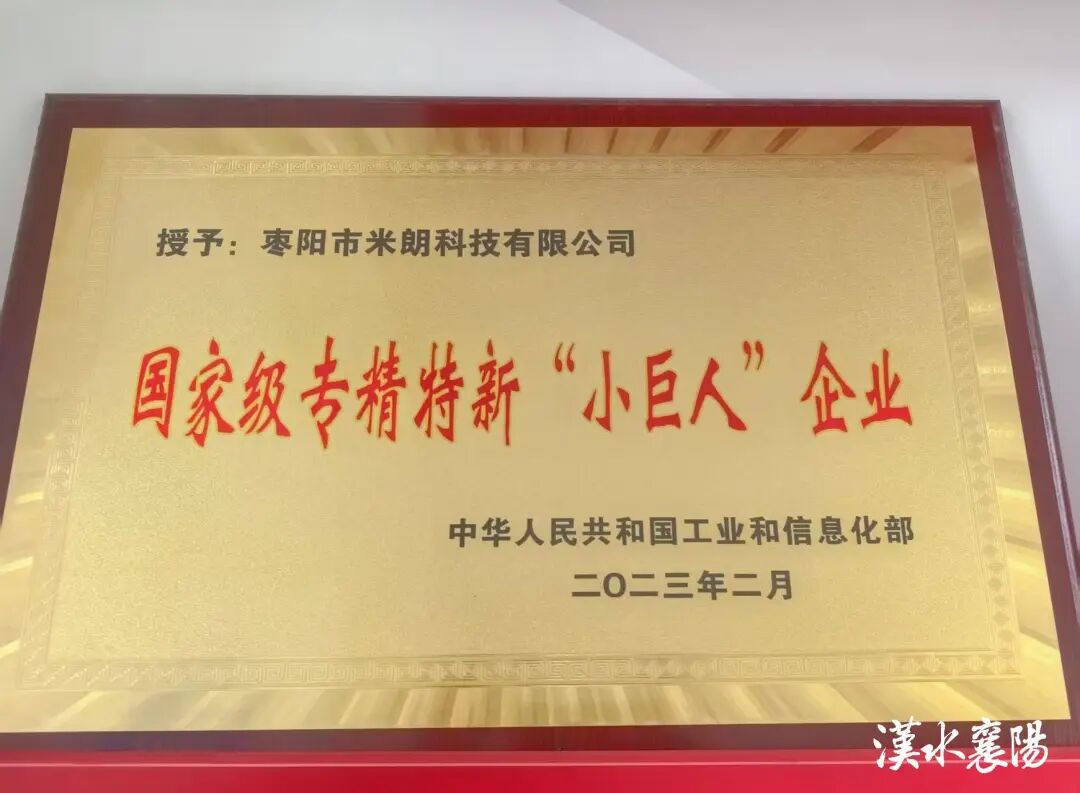 授予：枣阳市米朗科技有限公司
国家级专精特新“小巨人”企业
中华人民共和国工业和信息化部
二〇二三年二月
漢水襄陽